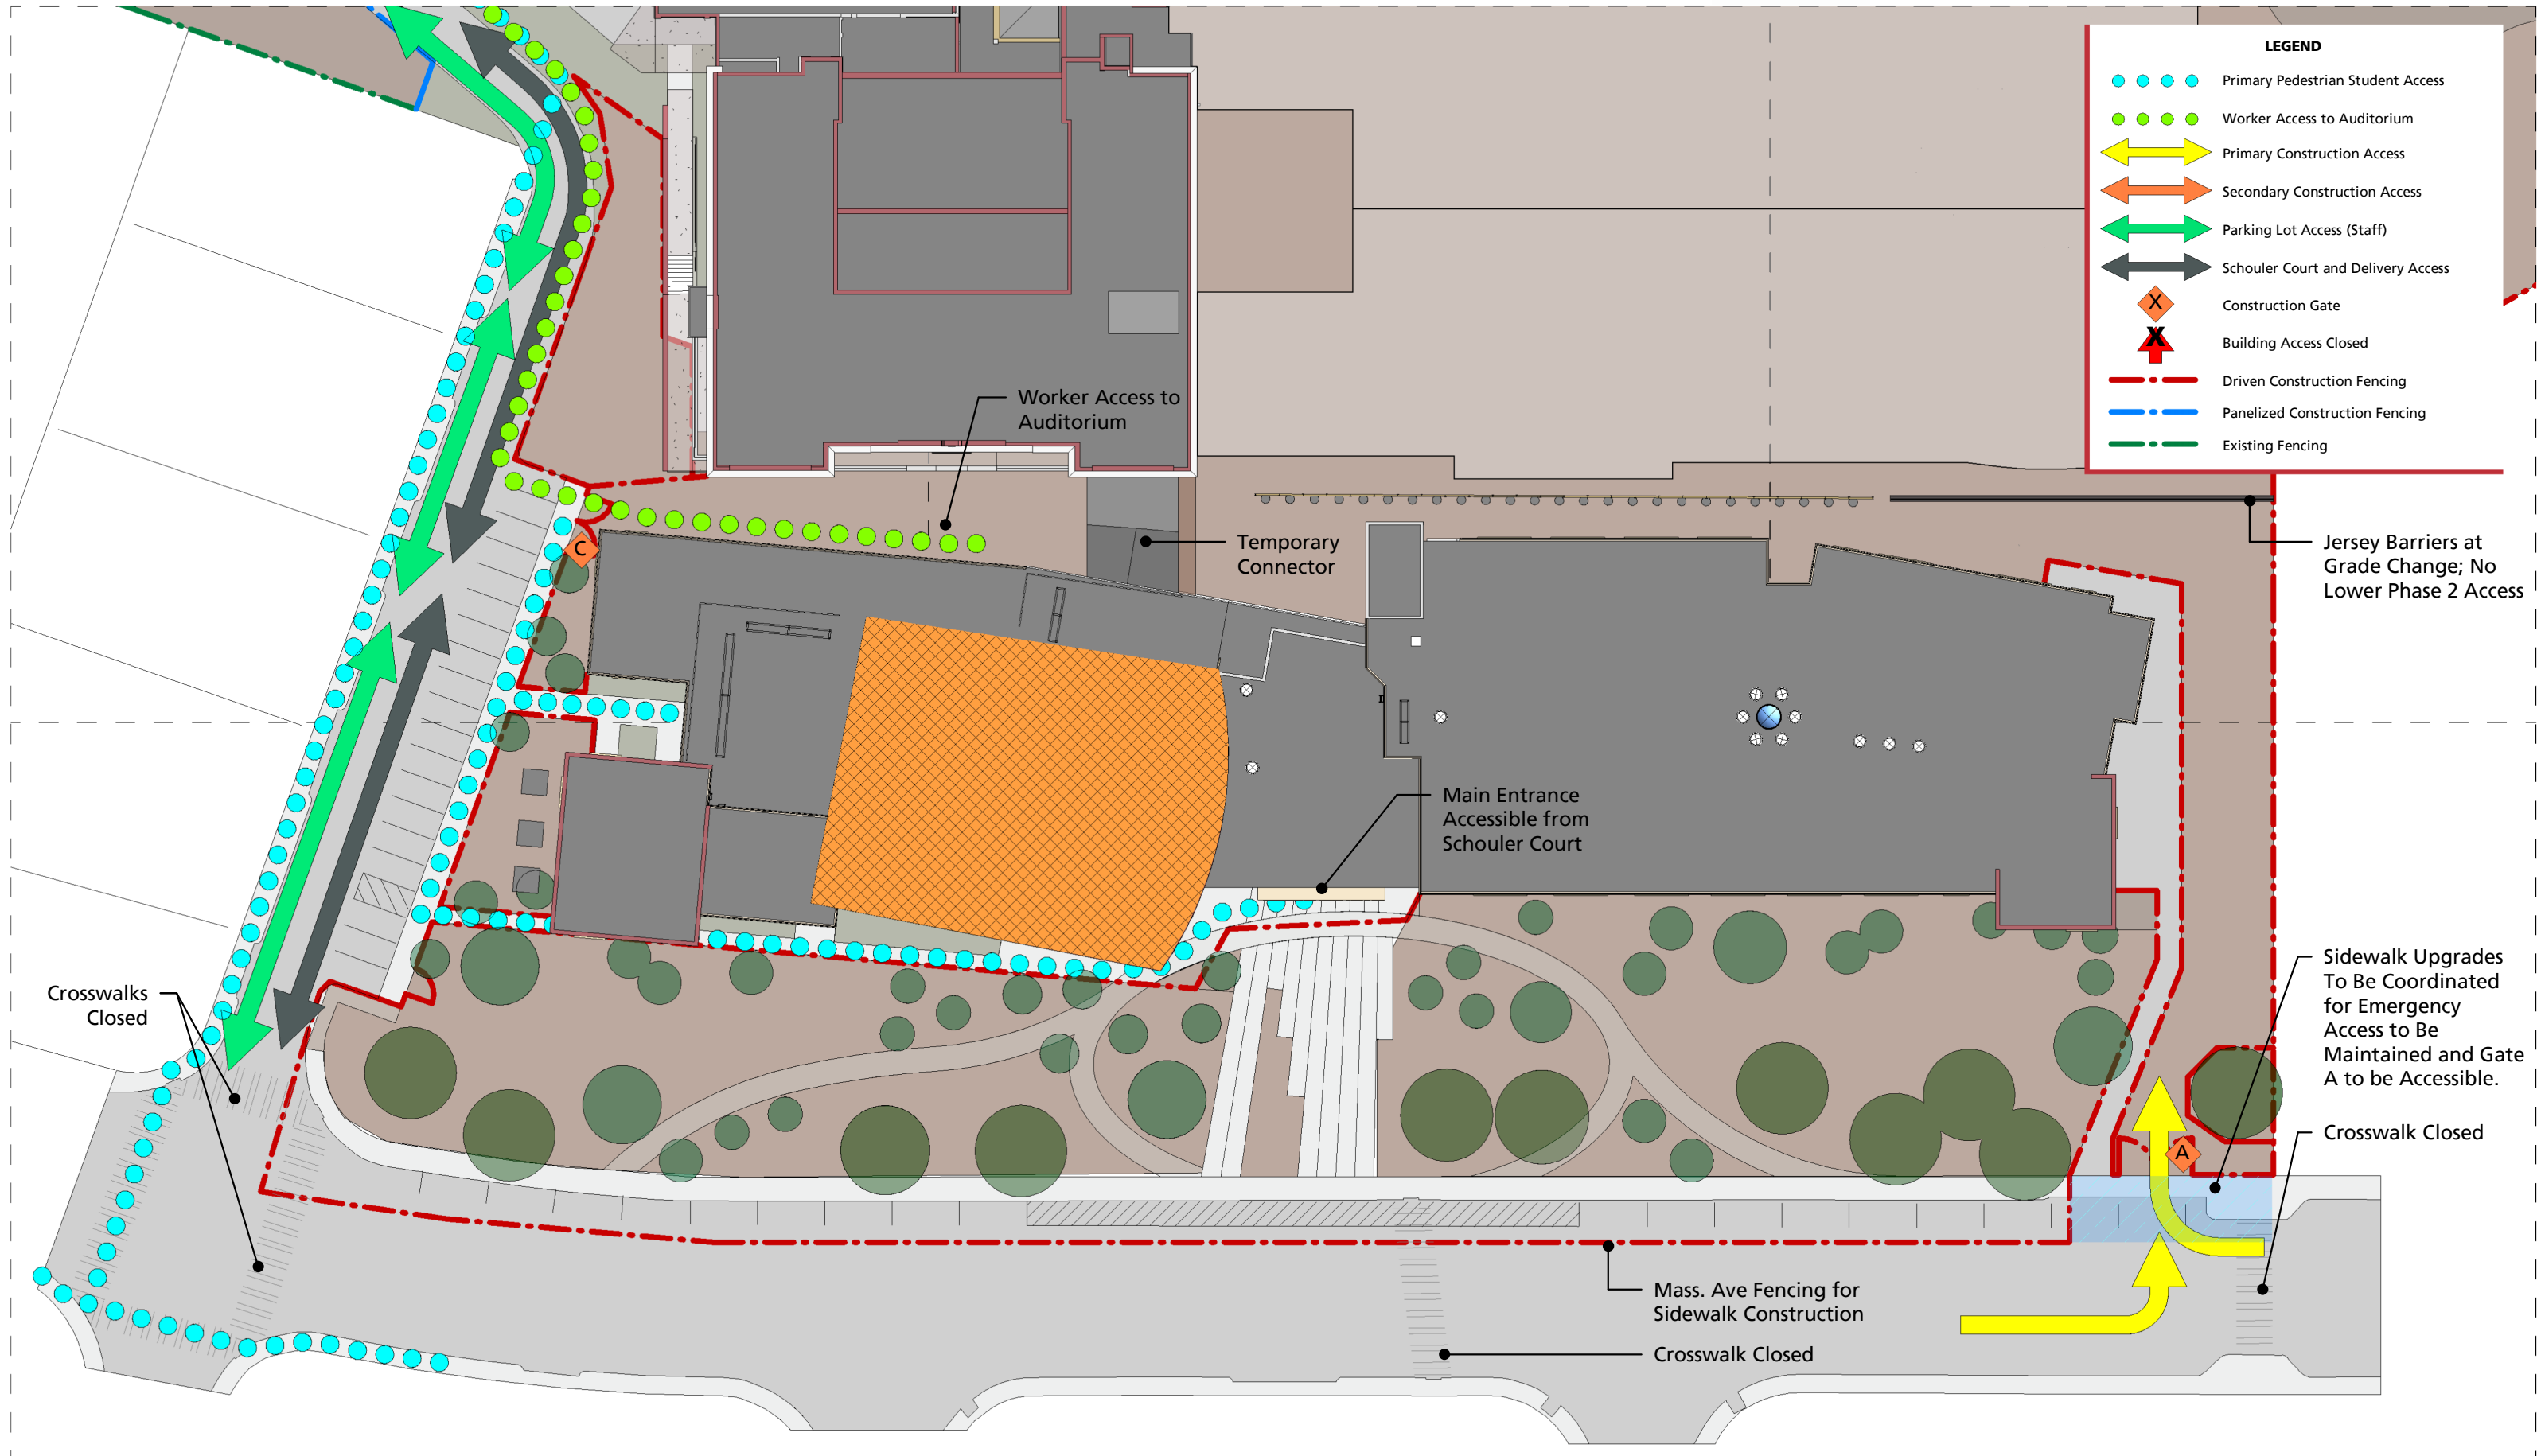 LEGEND
Primary Pedestrian Student Access
Worker Access to Auditorium
Primary Construction Access
Secondary Construction Access
Parking Lot Access (Staff)
Schouler Court and Delivery Access
X
Construction Gate
X
Building Access Closed
Driven Construction Fencing
Panelized Construction Fencing
Existing Fencing
Worker Access to
Auditorium
C
Temporary
Connector
Jersey Barriers at
Grade Change; No
Lower Phase 2 Access
Main Entrance
Accessible from
Schouler Court
Crosswalks
Closed
Sidewalk Upgrades
To Be Coordinated
for Emergency
Access to Be
Maintained and Gate
A to be Accessible.
Crosswalk Closed
A
Mass. Ave Fencing for
Sidewalk Construction
Crosswalk Closed